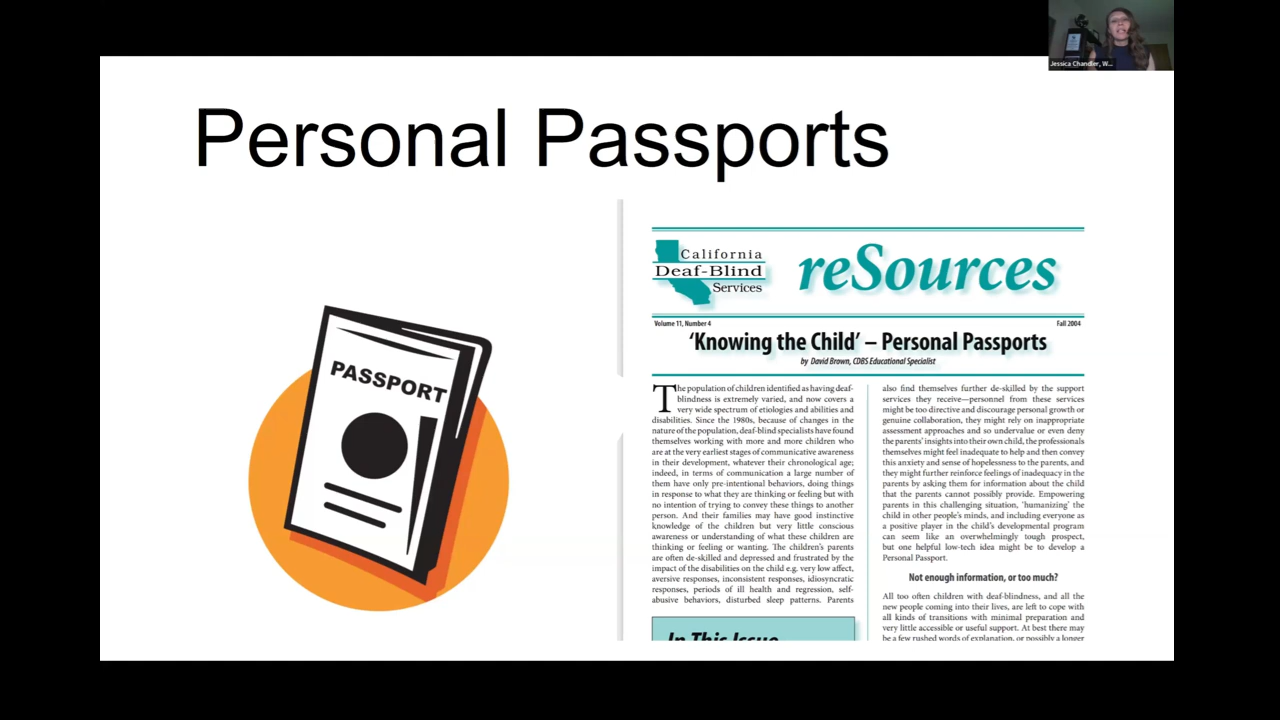 Jessica Chandler, W...
Personal Passports
PASSPORT
California
Deaf-Blind
Services
reSources
Volume 11, Number 4
Fall 2004
'Knowing the Child' – Personal Passports
by David Brown, CDBS Educational Specialist
The population of children identified as having deaf-
blindness is extremely varied, and now covers a
very wide spectrum of etiologies and abilities and
disabilities. Since the 1980s, because of changes in the
nature of the population, deaf-blind specialists have found
themselves working with more and more children who
are at the very earliest stages of communicative awareness
in their development, whatever their chronological age;
indeed, in terms of communication a large number of
them have only pre-intentional behaviors, doing things
in response to what they are thinking or feeling but with
no intention of trying to convey these things to another
person. And their families may have good instinctive
knowledge of the children but very little conscious
awareness or understanding of what these children are
thinking or feeling or wanting. The children's parents
are often de-skilled and depressed and frustrated by the
impact of the disabilities on the child e.g. very low affect,
aversive responses, inconsistent responses, idiosyncratic
responses, periods of ill health and regression, self-
abusive behaviors, disturbed sleep patterns. Parents
In This Issue
also find themselves further de-skilled by the support
services they receive—personnel from these services
might be too directive and discourage personal growth or
genuine collaboration, they might rely on inappropriate
assessment approaches and so undervalue or even deny
the parents' insights into their own child, the professionals
themselves might feel inadequate to help and then convey
this anxiety and sense of hopelessness to the parents, and
they might further reinforce feelings of inadequacy in the
parents by asking them for information about the child
that the parents cannot possibly provide. Empowering
parents in this challenging situation, 'humanizing' the
child in other people's minds, and including everyone as
a positive player in the child's developmental program
can seem like an overwhelmingly tough prospect,
but one helpful low-tech idea might be to develop a
Personal Passport.
Not enough information, or too much?
All too often children with deaf-blindness, and all the
new people coming into their lives, are left to cope with
all kinds of transitions with minimal preparation and
very little accessible or useful support. At best there may
be a few rushed words of explanation, or possibly a longer